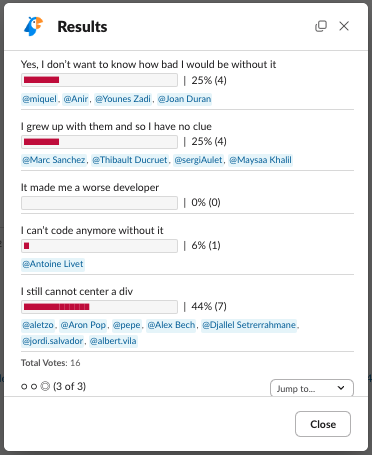 Results
Yes, I don't want to know how bad I would be without it
| 25% (4)
@miquel, @Anir, @Younes Zadi, @Joan Duran
I grew up with them and so I have no clue
| 25% (4)
@Marc Sanchez, @Thibault Ducruet, @sergiAulet, @Maysaa Khalil
It made me a worse developer
| 0% (0)
I can't code anymore without it
| 6% (1)
@Antoine Livet
I still cannot center a div
| 44% (7)
@aletzo, @Aron Pop, @pepe, @Alex Bech, @Djallel Setrerrahmane,
@jordi.salvador, @albert.vila
Total Votes: 16
(3 of 3)
Jump to...
Close